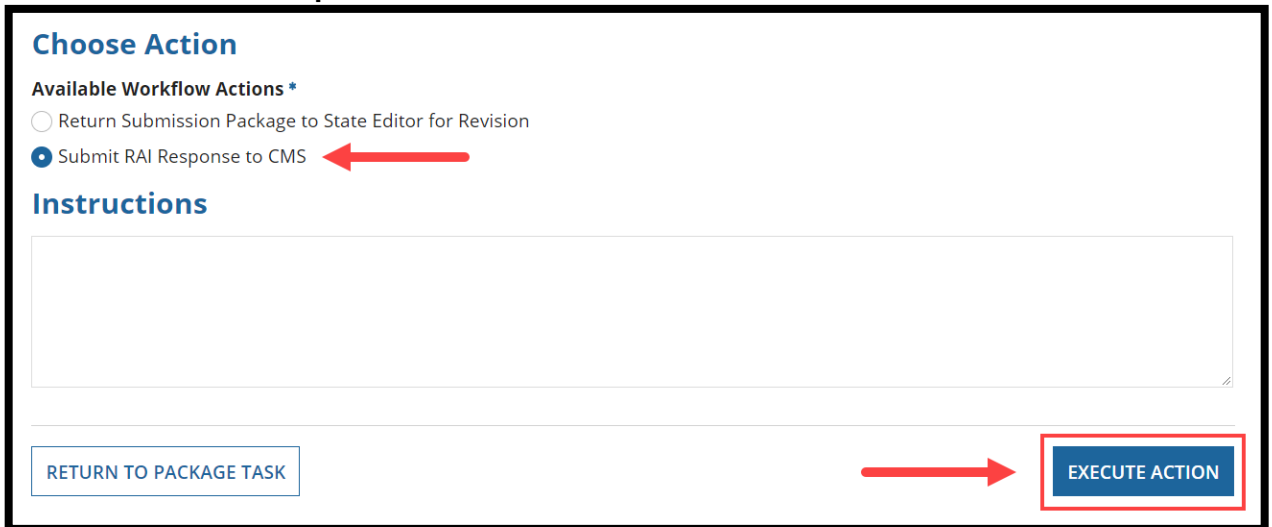 Choose Action
Available Workflow Actions *
Return Submission Package to State Editor for Revision
Submit RAI Response to CMS
Instructions
RETURN TO PACKAGE TASK
EXECUTE ACTION